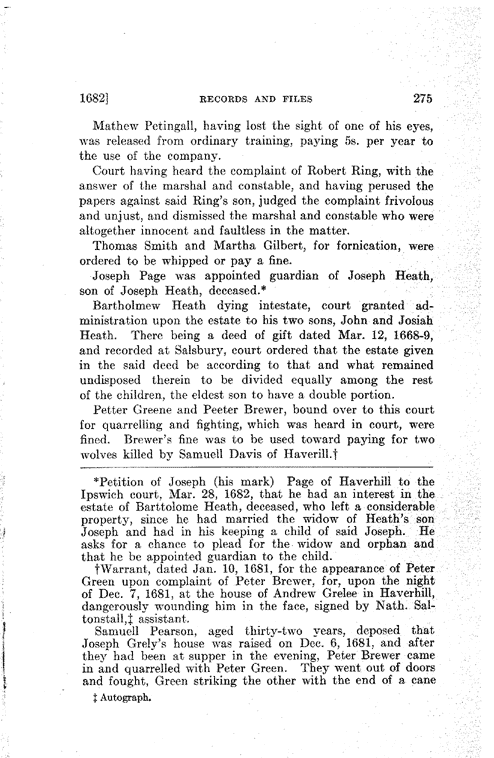 1682] RECORDS AND FILES 275
Mathew Petingall, having lost the sight of one of his eyes,
was released from ordinary training, paying 5s. per year to
the use of the company.
Court having heard the complaint of Robert Ring, with the
answer of the marshal and constable, and having perused the
papers against said Ring's son, judged the complaint frivolous
and unjust, and dismissed the marshal and constable who were
altogether innocent and faultless in the matter.
Thomas Smith and Martha Gilbert, for fornication, were
ordered to be whipped or pay a fine.
Joseph Page was appointed guardian of Joseph Heath,
son of Joseph Heath, deceased.*
Bartholmew Heath dying intestate, court granted ad-
ministration upon the estate to his two sons, John and Josiah
Heath. There being a deed of gift dated Mar. 12, 1668-9,
and recorded at Salsbury, court ordered that the estate given
in the said deed be according to that and what remained
undisposed therein to be divided equally among the rest
of the children, the eldest son to have a double portion.
Petter Greene and Peeter Brewer, bound over to this court
for quarrelling and fighting, which was heard in court, were
fined. Brewer's fine was to be used toward paying for two
wolves killed by Samuell Davis of Haverill.†
*Petition of Joseph (his mark) Page of Haverhill to the
Ipswich court, Mar. 28, 1682, that he had an interest in the
estate of Barttolome Heath, deceased, who left a considerable
property, since he had married the widow of Heath's son
Joseph and had in his keeping a child of said Joseph. He
asks for a chance to plead for the widow and orphan and
that he be appointed guardian to the child.
†Warrant, dated Jan. 10, 1681, for the appearance of Peter
Green upon complaint of Peter Brewer, for, upon the night
of Dec. 7, 1681, at the house of Andrew Grelee in Haverhill,
dangerously wounding him in the face, signed by Nath. Sal-
tonstall,‡ assistant.
Samuell Pearson, aged thirty-two years, deposed that
Joseph Grely's house was raised on Dec. 6, 1681, and after
they had been at supper in the evening, Peter Brewer came
in and quarrelled with Peter Green. They went out of doors
and fought, Green striking the other with the end of a cane
‡ Autograph.